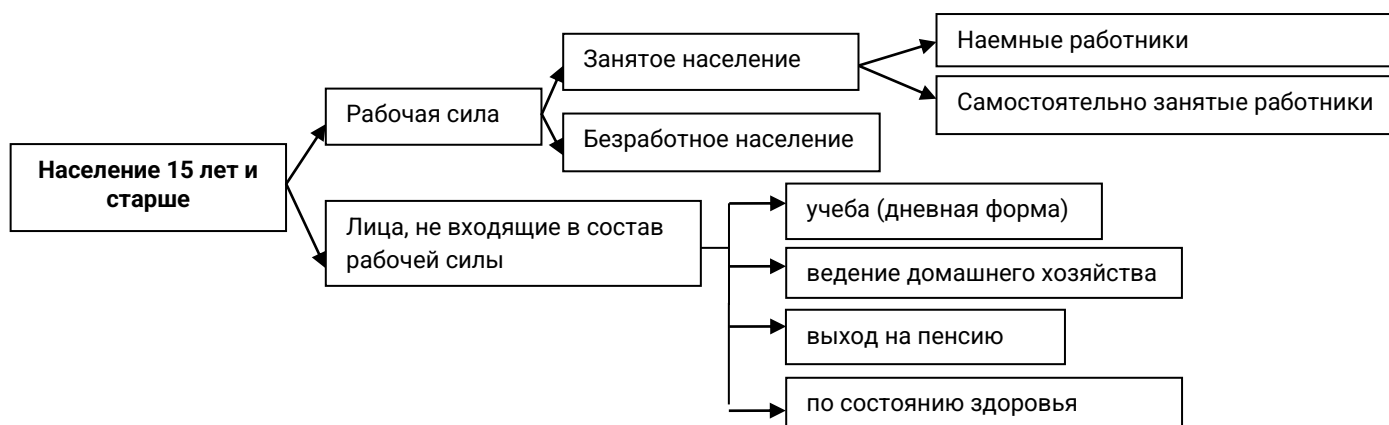 Население 15 лет и
старше
Рабочая сила
Занятое население
Наемные работники
Самостоятельно занятые работники
Безработное население
Лица, не входящие в состав
рабочей силы
учеба (дневная форма)
ведение домашнего хозяйства
выход на пенсию
по состоянию здоровья